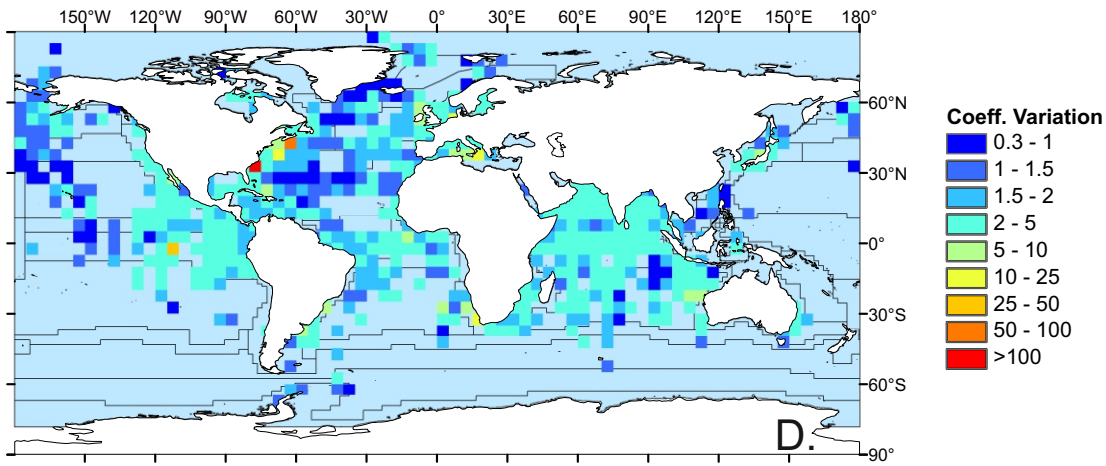 150°W 120°W 90°W 60°W 30°W 0° 30°E 60°E 90°E 120°E 150°E 180°
60°N
30°N
0°
30°S
60°S
90°
D.
Coeff. Variation
0.3 - 1
1 - 1.5
1.5 - 2
2 - 5
5 - 10
10 - 25
25 - 50
50 - 100
>100